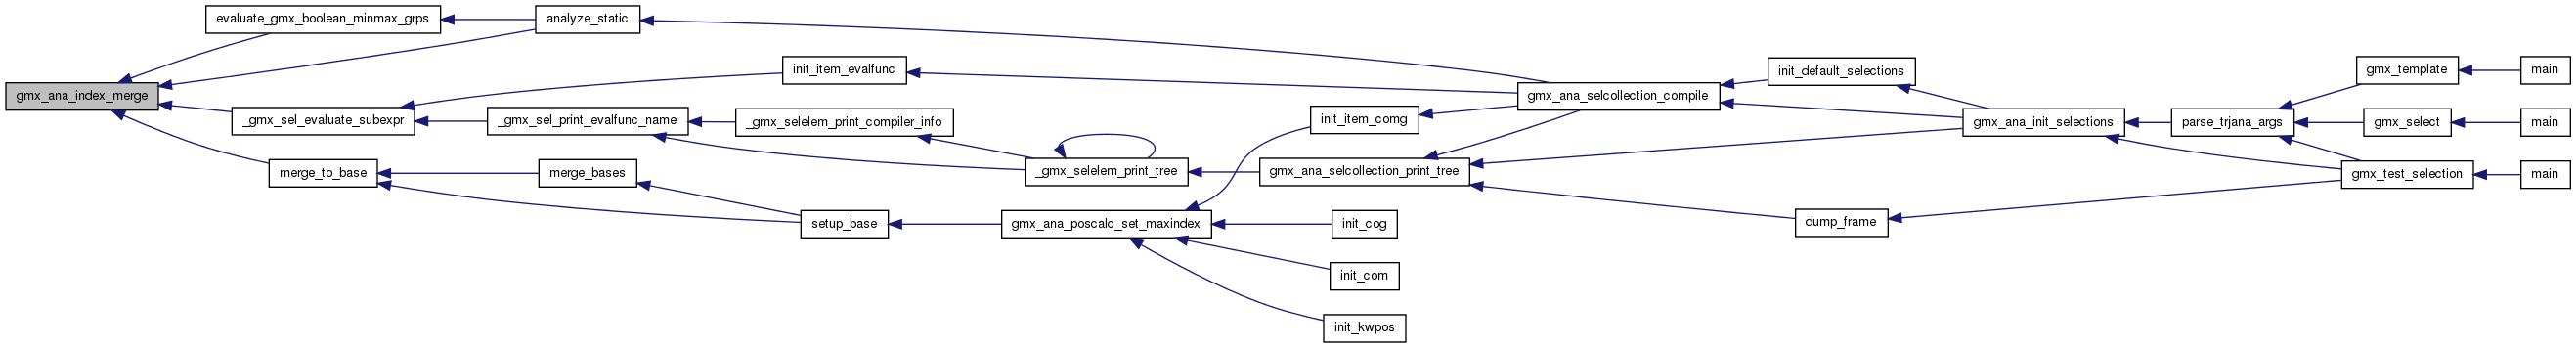 evaluate_gmx_boolean_minmax_grps
analyze_static
gmx_ana_index_merge
init_item_evalfunc
_gmx_sel_evaluate_subexpr
_gmx_sel_print_evalfunc_name
_gmx_selelem_print_compiler_info
merge_to_base
merge_bases
_gmx_selelem_print_tree
setup_base
gmx_ana_poscalc_set_maxindex
init_item_comg
gmx_ana_selcollection_print_tree
init_cog
init_com
init_kwpos
gmx_ana_selcollection_compile
init_default_selections
gmx_ana_init_selections
dump_frame
parse_trjana_args
gmx_template
main
gmx_select
main
gmx_test_selection
main